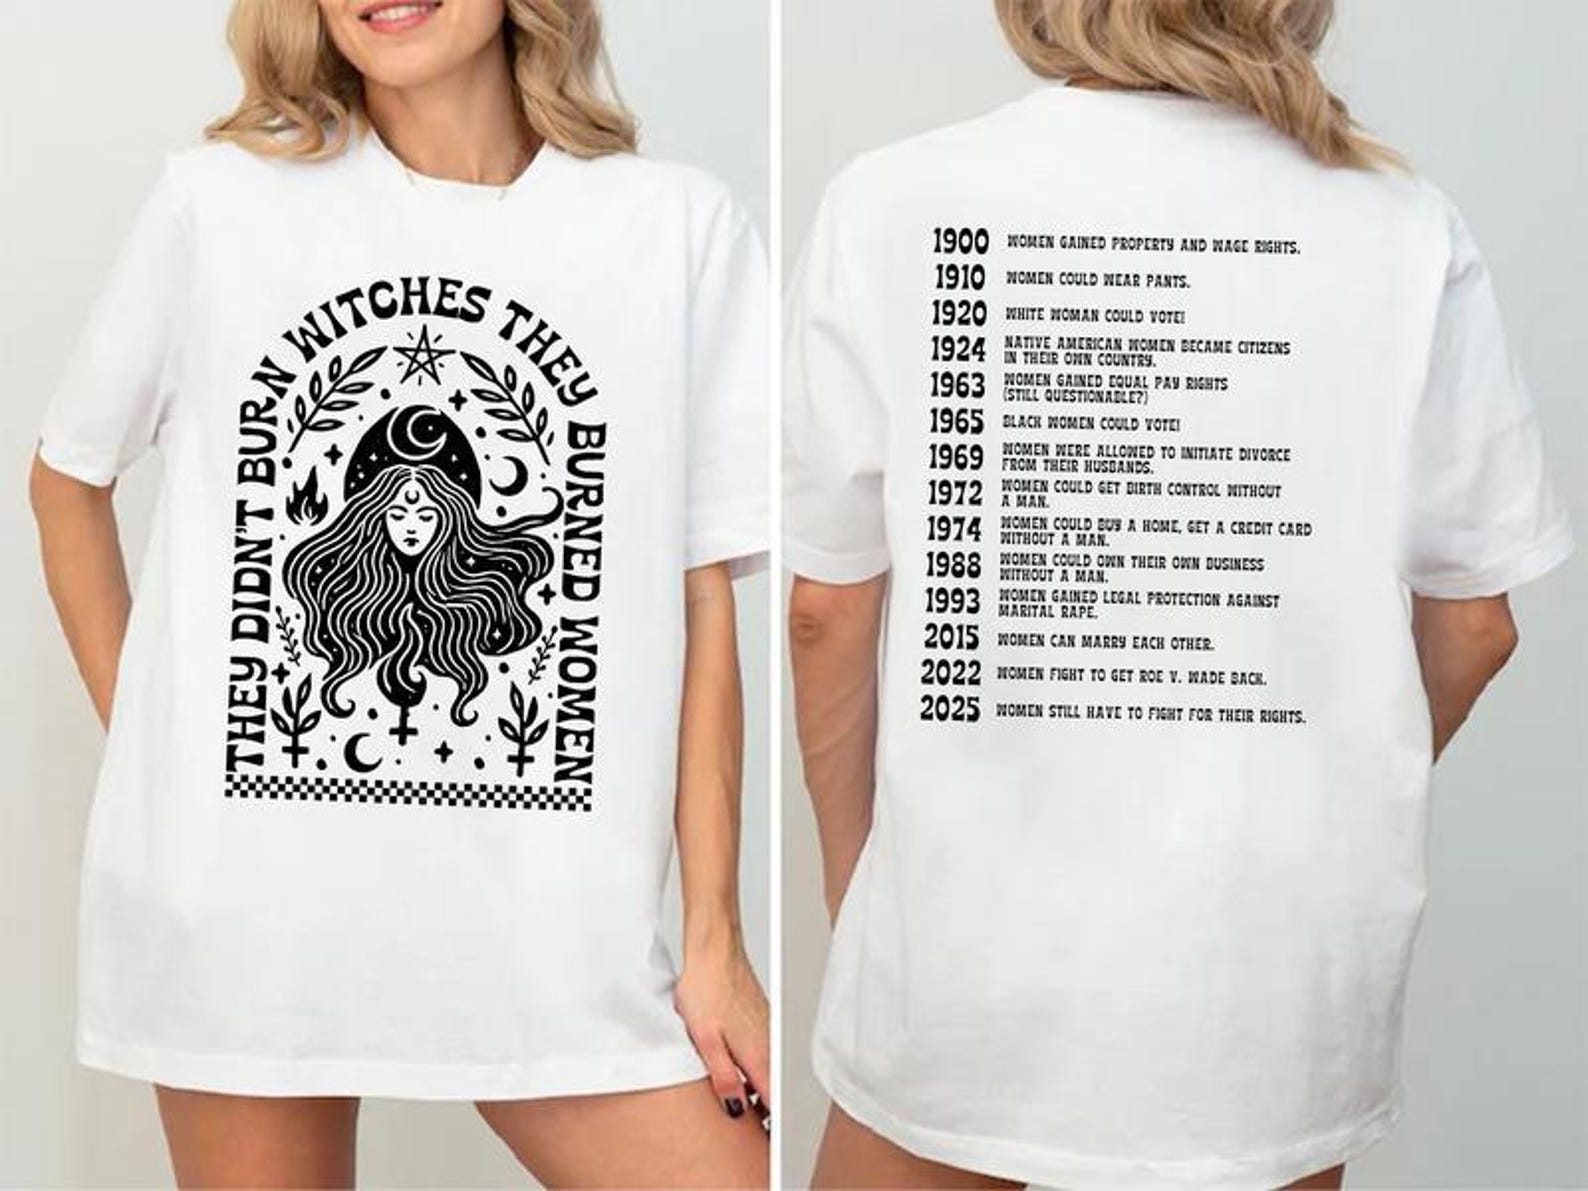 THEY DIDN'T BURN WITCHES THEY BURNED WOMEN
1900 WOMEN GAINED PROPERTY AND WAGE RIGHTS.
1910 WOMEN COULD WEAR PANTS.
1920 WHITE WOMAN COULD VOTE!
1924 NATIVE AMERICAN WOMEN BECAME CITIZENS
IN THEIR OWN COUNTRY.
1963 WOMEN GAINED EQUAL PAY RIGHTS
(STILL QUESTIONABLE?)
1965 BLACK WOMEN COULD VOTE!
1969 WOMEN WERE ALLOWED TO INITIATE DIVORCE
FROM THEIR HUSBANDS.
1972 WOMEN COULD GET BIRTH CONTROL WITHOUT
A MAN.
1974 WOMEN COULD BUY A HOME, GET A CREDIT CARD
WITHOUT A MAN.
1988 WOMEN COULD OWN THEIR OWN BUSINESS
WITHOUT A MAN.
1993 WOMEN GAINED LEGAL PROTECTION AGAINST
MARITAL RAPE.
2015 WOMEN CAN MARRY EACH OTHER.
2022 WOMEN FIGHT TO GET ROE V. WADE BACK.
2025 WOMEN STILL HAVE TO FIGHT FOR THEIR RIGHTS.